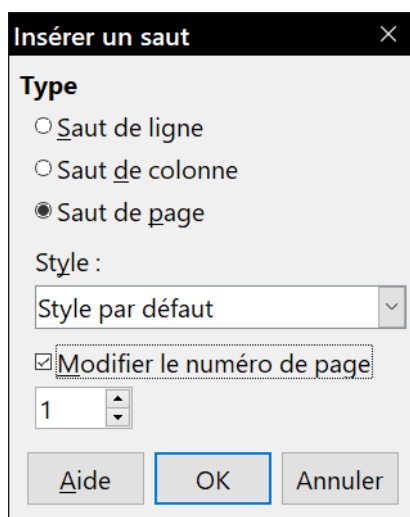 Insérer un saut
Type
Saut de ligne
Saut de colonne
Saut de page
Style :
Style par défaut
Modifier le numéro de page
1
Aide OK Annuler